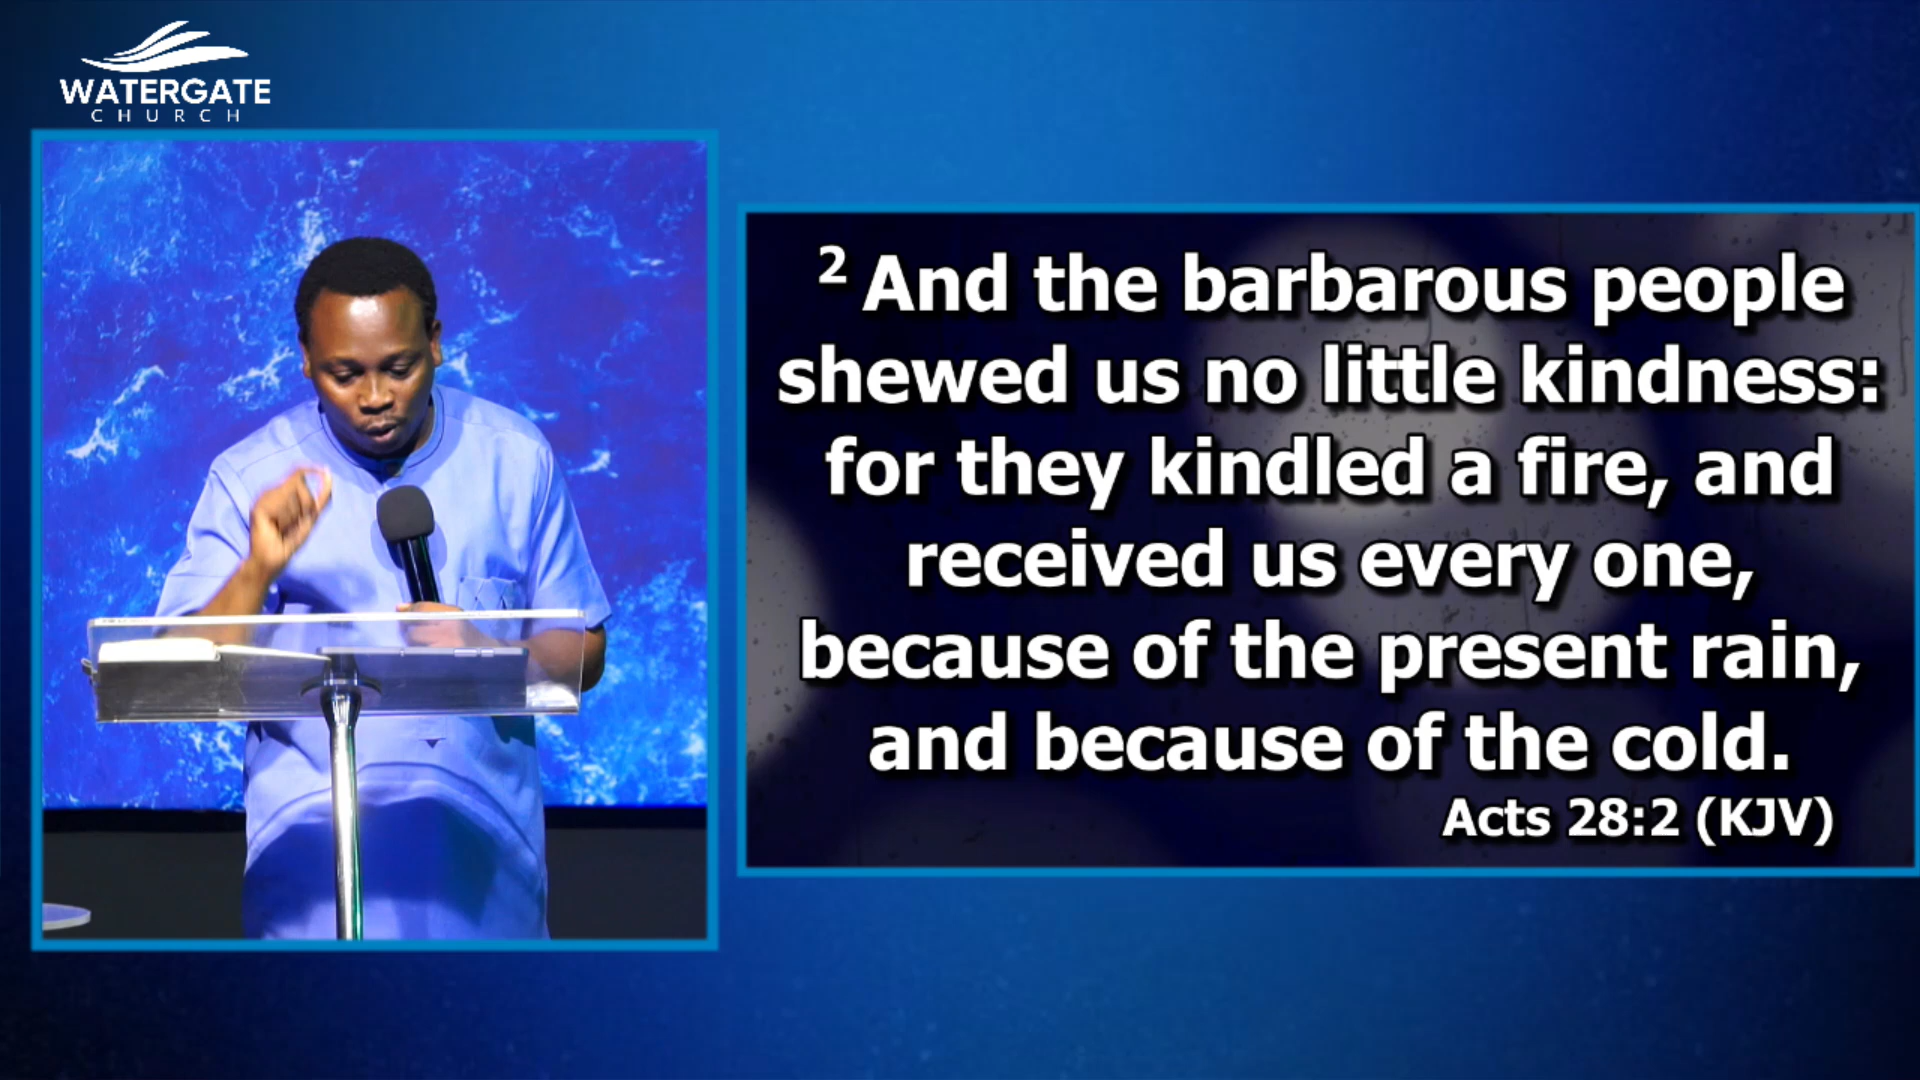 WATERGATE
CHURCH
2 And the barbarous people
shewed us no little kindness:
for they kindled a fire, and
received us every one,
because of the present rain,
and because of the cold.
Acts 28:2 (KJV)